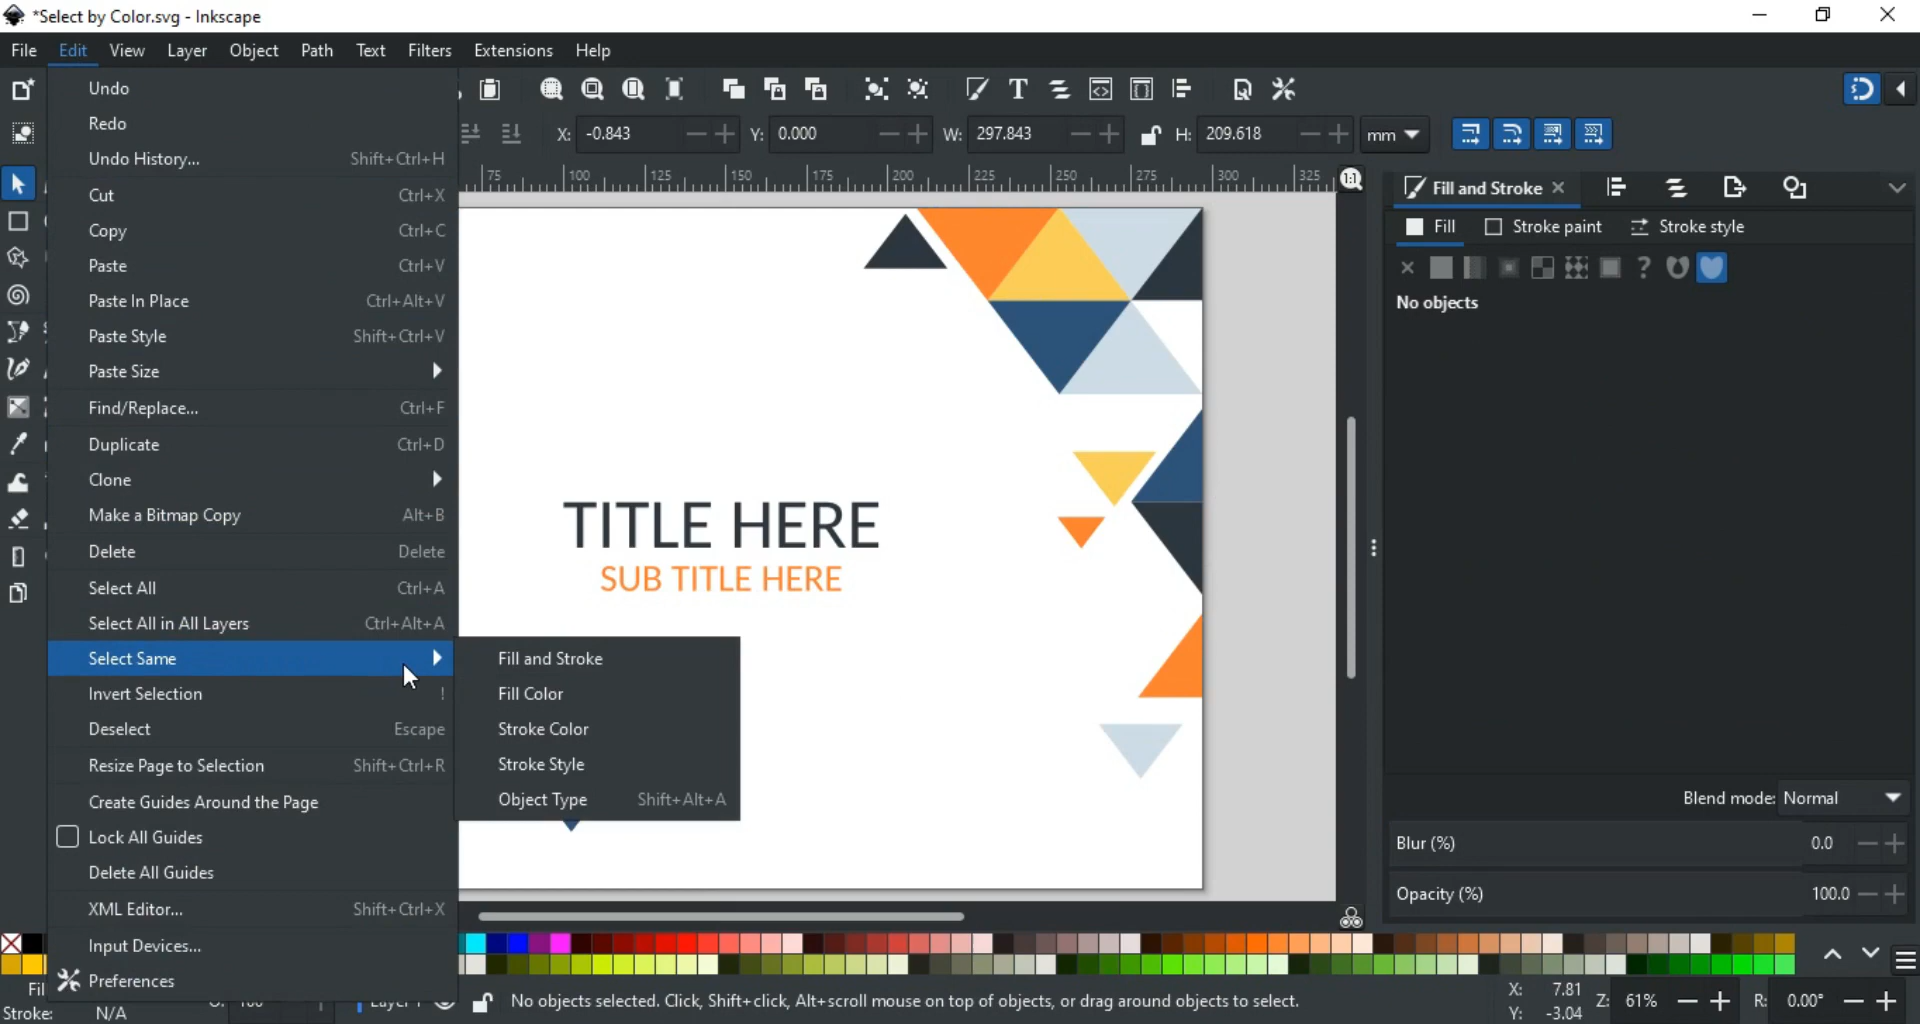 *Select by Color.svg - Inkscape
File Edit View Layer Object Path Text Filters Extensions Help
X: -0.843 Y: 0.000 W: 297.843 H: 209.618 mm
75 100 125 150 175 200 225 250 275 300 325 1:1
Undo
Redo
Undo History... Shift+Ctrl+H
Cut Ctrl+X
Copy Ctrl+C
Paste Ctrl+V
Paste In Place Ctrl+Alt+V
Paste Style Shift+Ctrl+V
Paste Size
Find/Replace... Ctrl+F
Duplicate Ctrl+D
Clone
Make a Bitmap Copy Alt+B
Delete Delete
Select All Ctrl+A
Select All in All Layers Ctrl+Alt+A
Select Same
Invert Selection !
Deselect Escape
Resize Page to Selection Shift+Ctrl+R
Create Guides Around the Page
Lock All Guides
Delete All Guides
XML Editor... Shift+Ctrl+X
Input Devices...
Preferences
Fill and Stroke
Fill Color
Stroke Color
Stroke Style
Object Type Shift+Alt+A
TITLE HERE
SUB TITLE HERE
Fill and Stroke
Fill Stroke paint Stroke style
?
No objects
Blend mode: Normal
Blur (%) 0.0
Opacity (%) 100.0
Stroke: N/A
No objects selected. Click, Shift+click, Alt+scroll mouse on top of objects, or drag around objects to select.
X: 7.81
Y: -3.04
Z: 61%
R: 0.00°